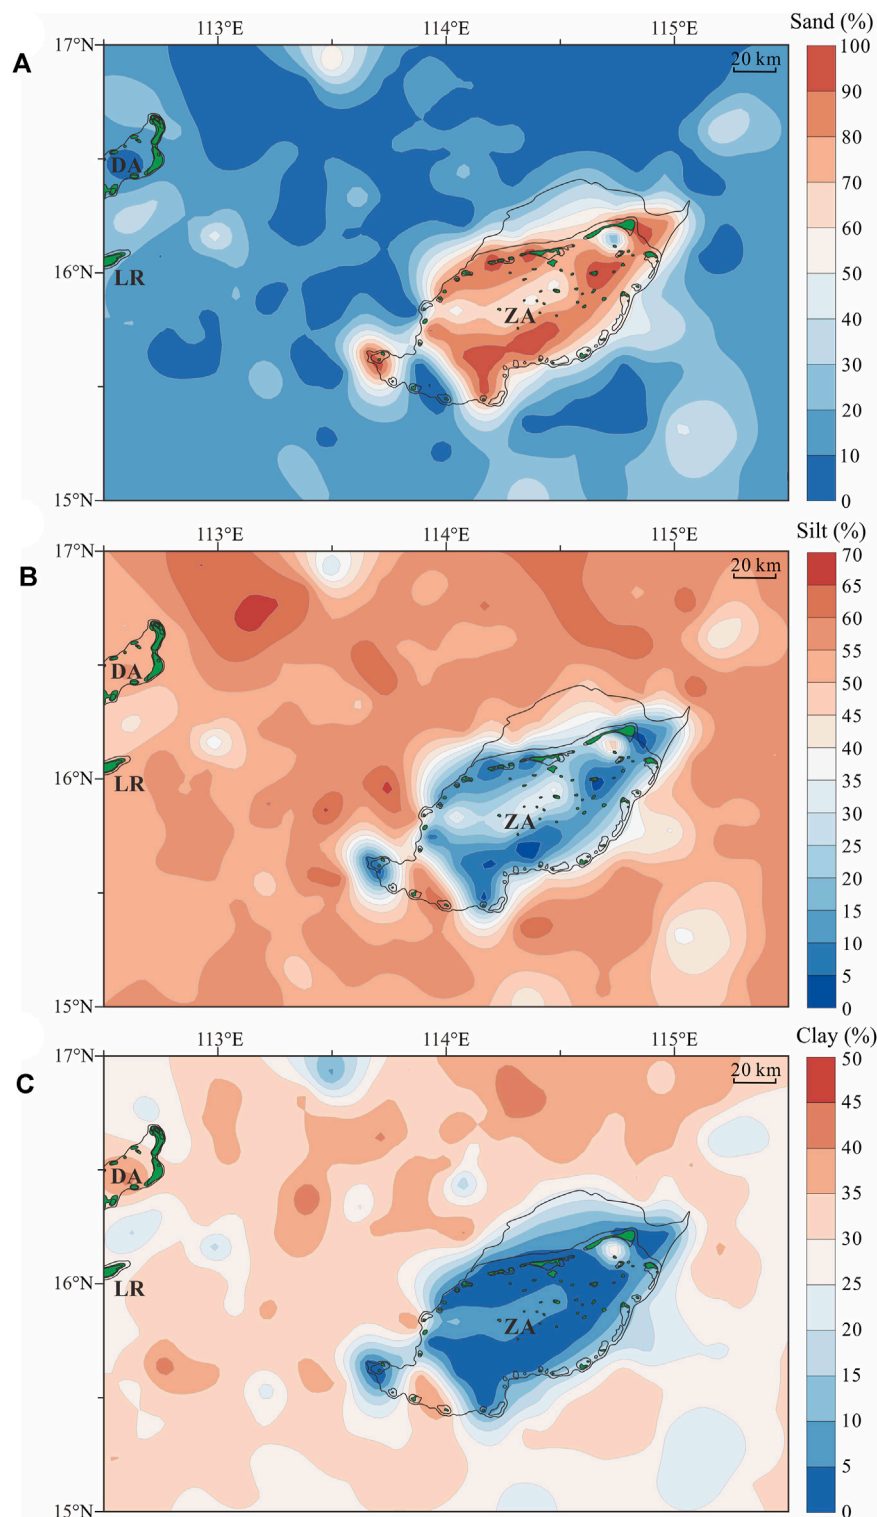 113°E 114°E 115°E Sand (%)
A 17°N 20 km 100
90
80
DA 70
60
16°N 50
LR
ZA 40
30
20
10
15°N 0
113°E 114°E 115°E Silt (%)
B 17°N 20 km 70
65
60
DA 55
50
45
16°N 40
LR 35
ZA 30
25
20
15
10
5
15°N 0
113°E 114°E 115°E Clay (%)
C 17°N 20 km 50
45
40
DA 35
30
16°N 25
LR
ZA 20
15
10
5
15°N 0